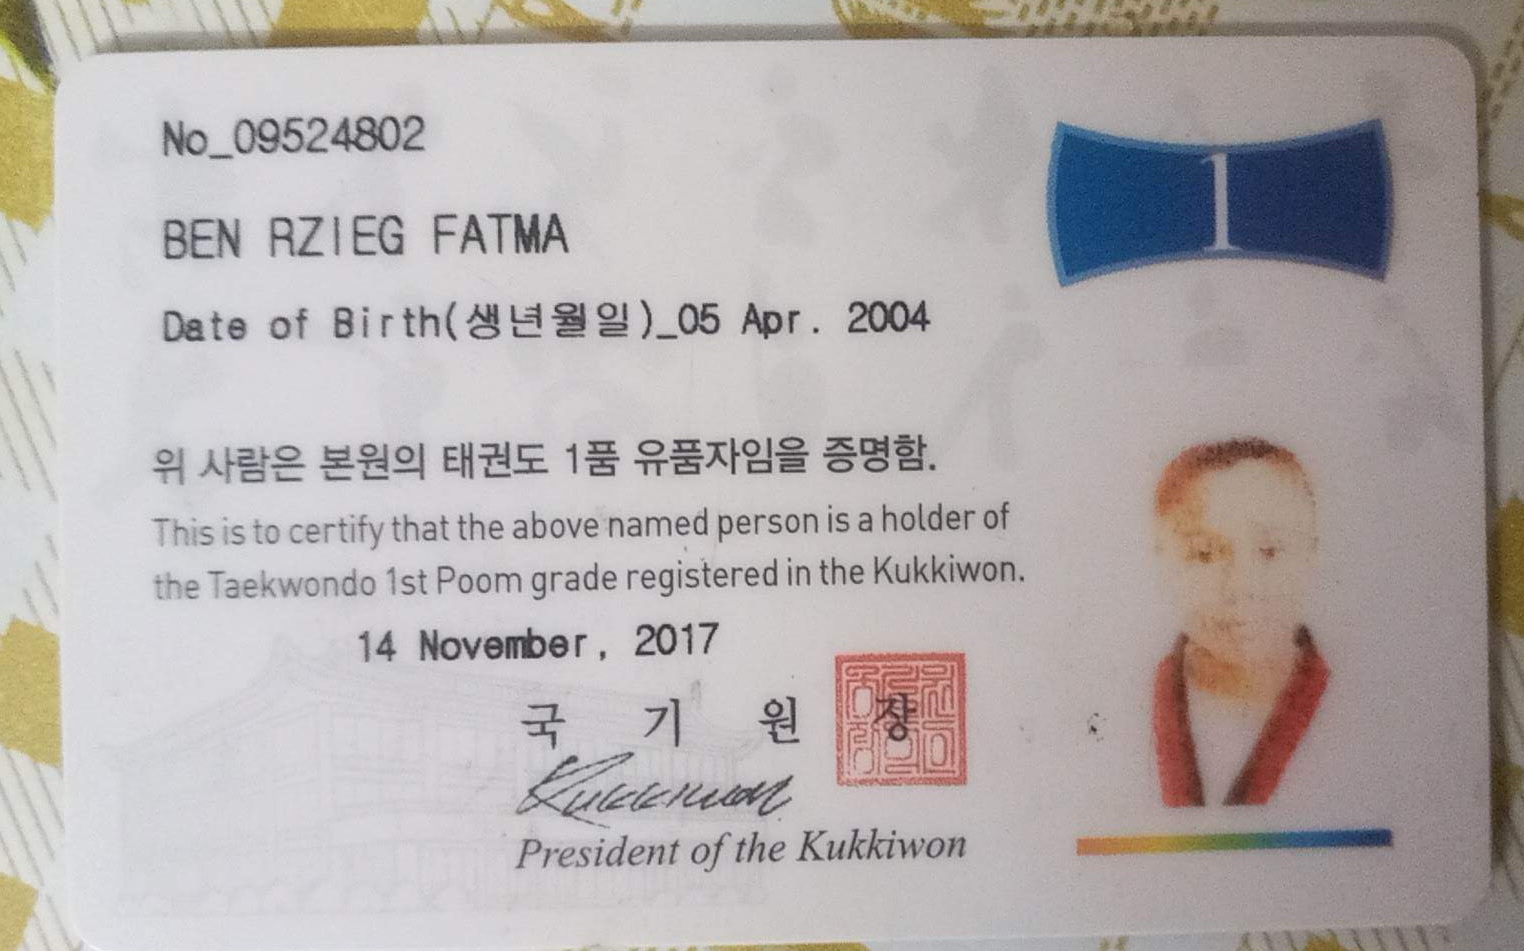 No_09524802
1
BEN RZIEG FATMA
Date of Birth(생년월일)_05 Apr. 2004
위 사람은 본원의 태권도 1품 유품자임을 증명함.
This is to certify that the above named person is a holder of
the Taekwondo 1st Poom grade registered in the Kukkiwon.
14 November, 2017
국 기 원 장
Kukkiwon
President of the Kukkiwon